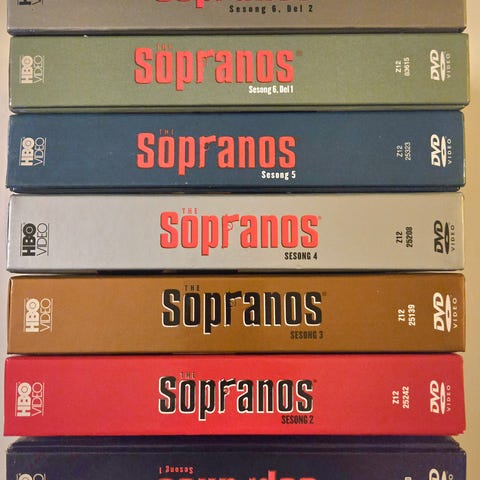 SOPRANOS
Sesong 6, Del 2
HBO
VIDEO
THE
SOPRANOS
Sesong 6, Del 1
Z12
83615
DVD
VIDEO
HBO
VIDEO
THE
SOPRANOS
Sesong 5
Z12
25323
DVD
VIDEO
HBO
VIDEO
THE
SOPRANOS
SESONG 4
Z12
25208
DVD
VIDEO
HBO
VIDEO
THE
SOPRANOS
SESONG 3
Z12
25139
DVD
VIDEO
HBO
VIDEO
THE
SOPRANOS
SESONG 2
Z12
25242
DVD
VIDEO
HBO
SOPRANOS
Sesong 1